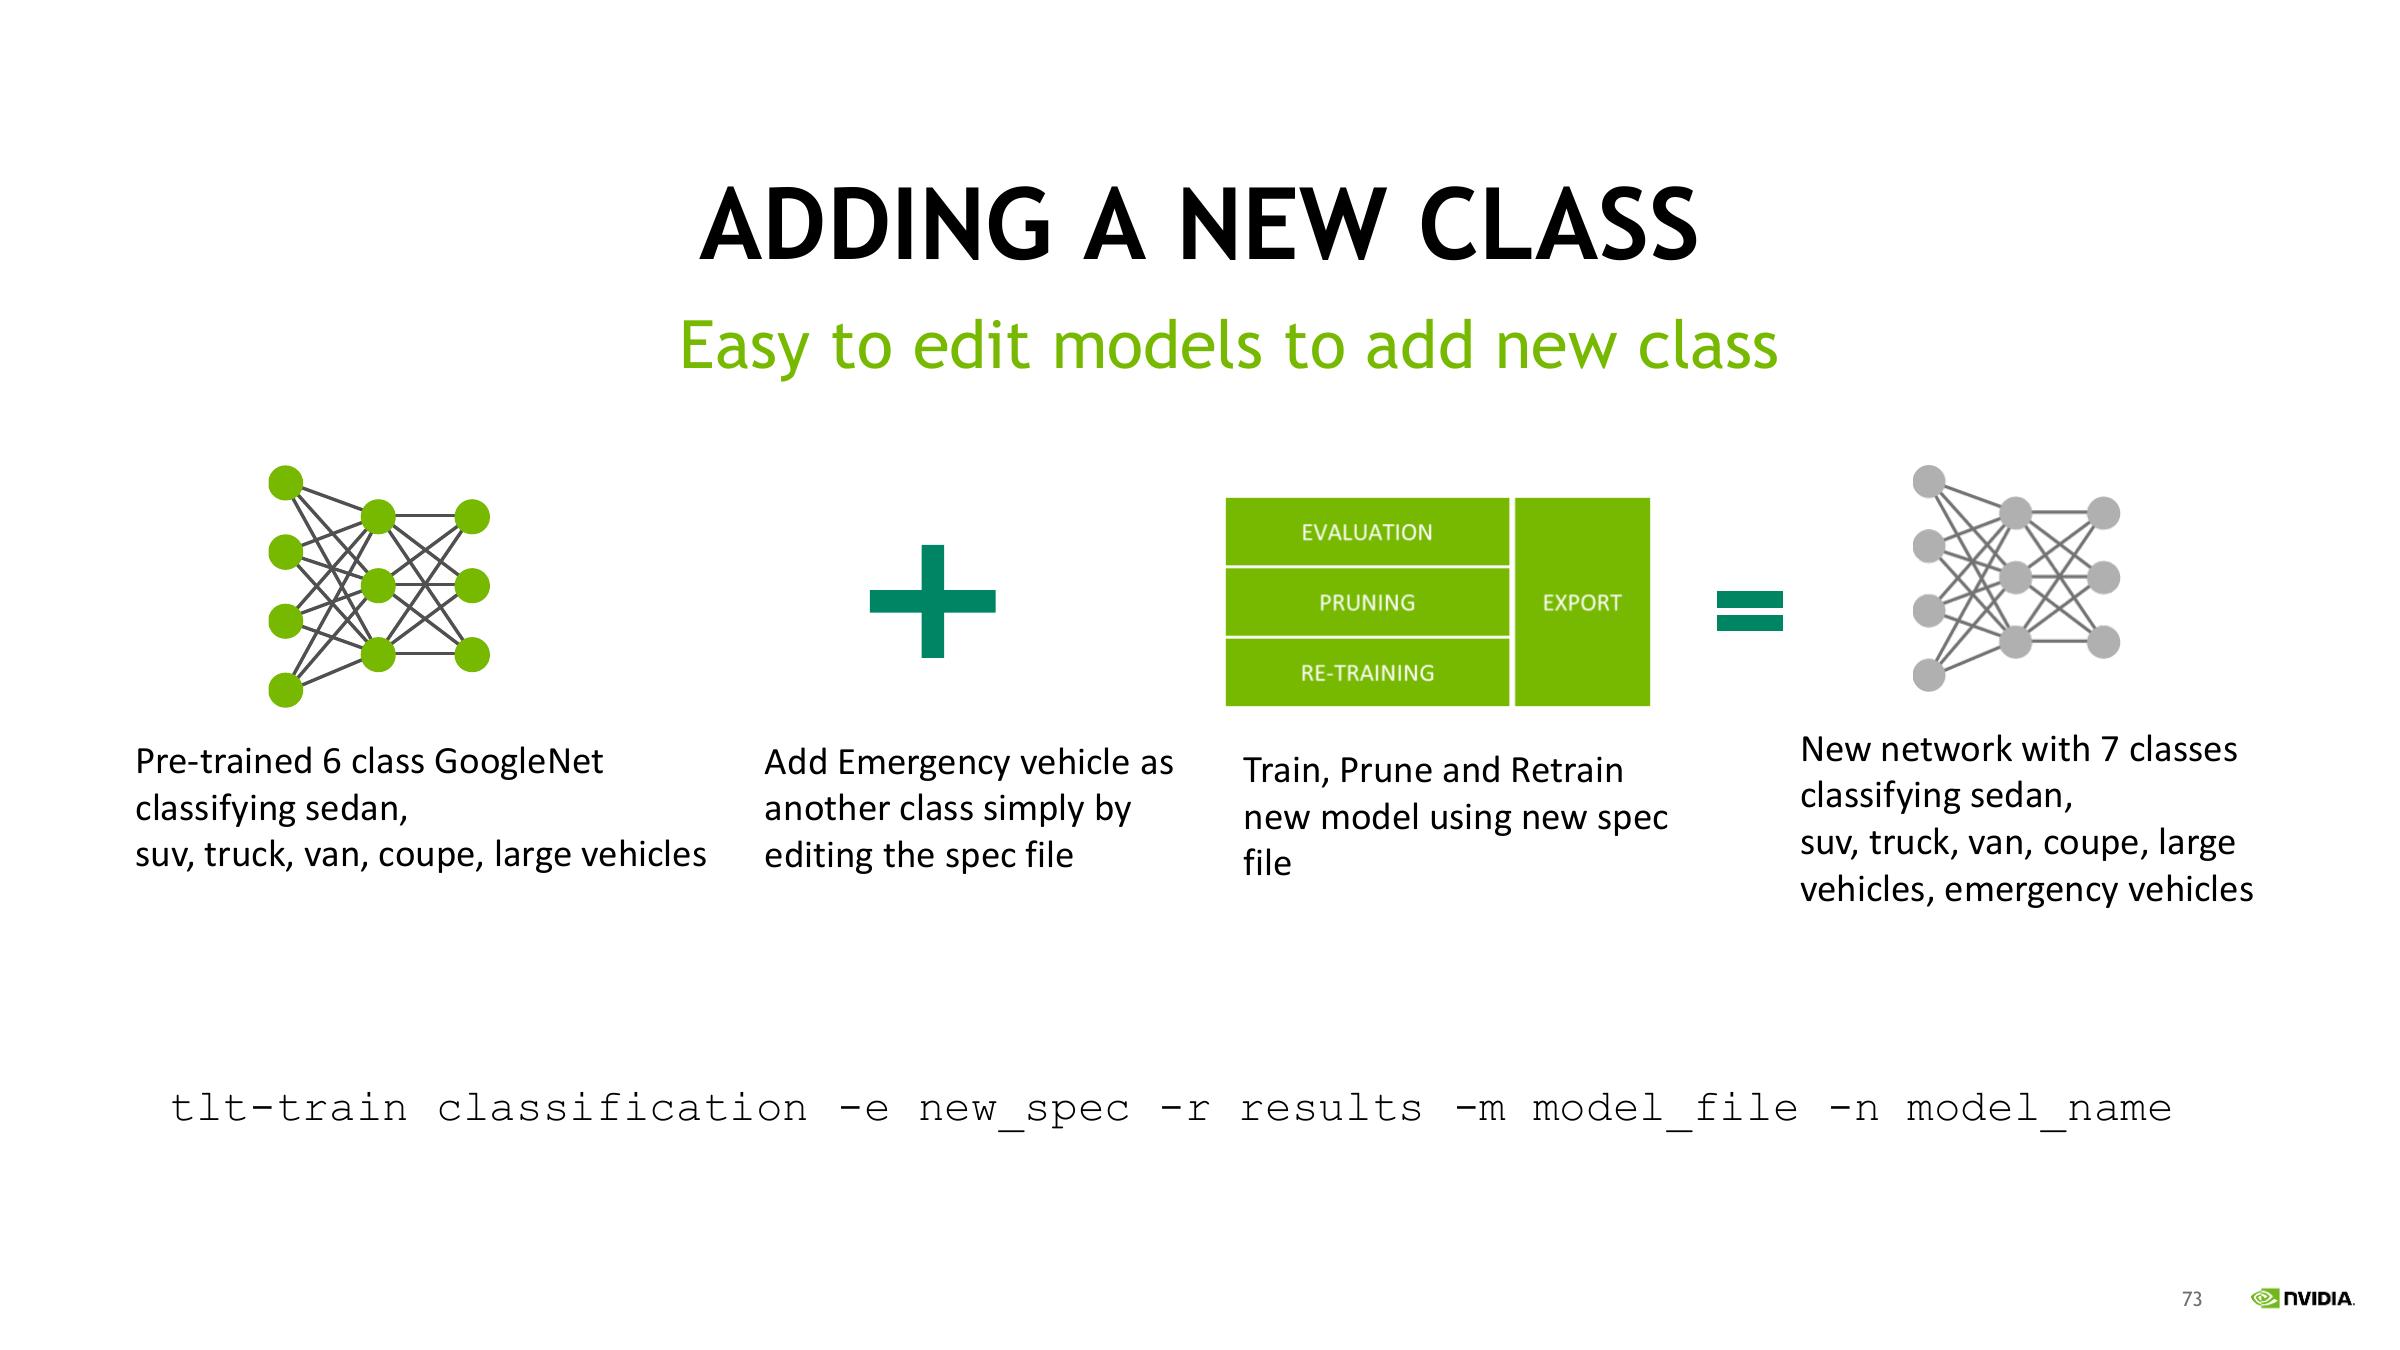 ADDING A NEW CLASS
Easy to edit models to add new class
EVALUATION
PRUNING
RE-TRAINING
EXPORT
Pre-trained 6 class GoogleNet
classifying sedan,
suv, truck, van, coupe, large vehicles
Add Emergency vehicle as
another class simply by
editing the spec file
Train, Prune and Retrain
new model using new spec
file
New network with 7 classes
classifying sedan,
suv, truck, van, coupe, large
vehicles, emergency vehicles
tlt-train classification -e new_spec -r results -m model_file -n model_name
73
NVIDIA.